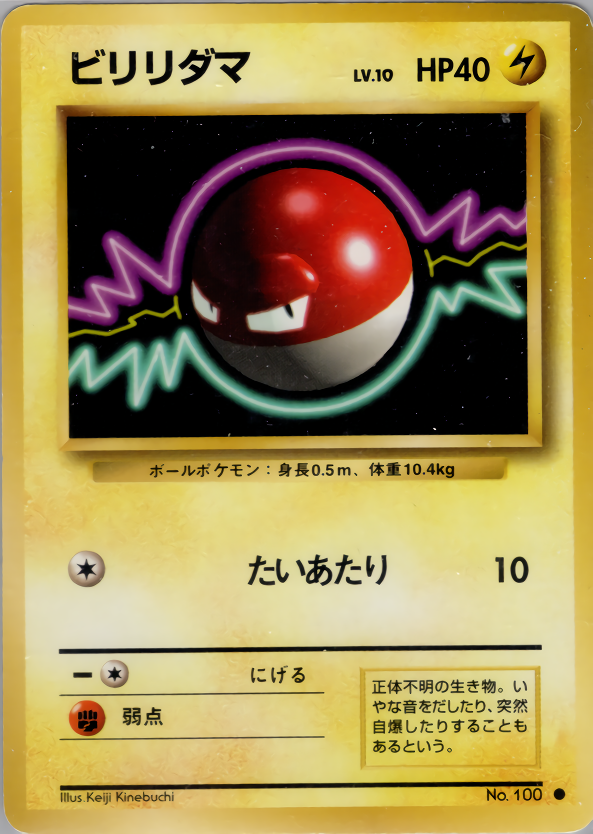 ビリリダマ LV.10 HP40
ボールポケモン：身長0.5m、体重10.4kg
たいあたり 10
にげる
弱点
正体不明の生き物。い
やな音をだしたり、突然
自爆したりすることも
あるという。
Illus.Keiji Kinebuchi No. 100 ●